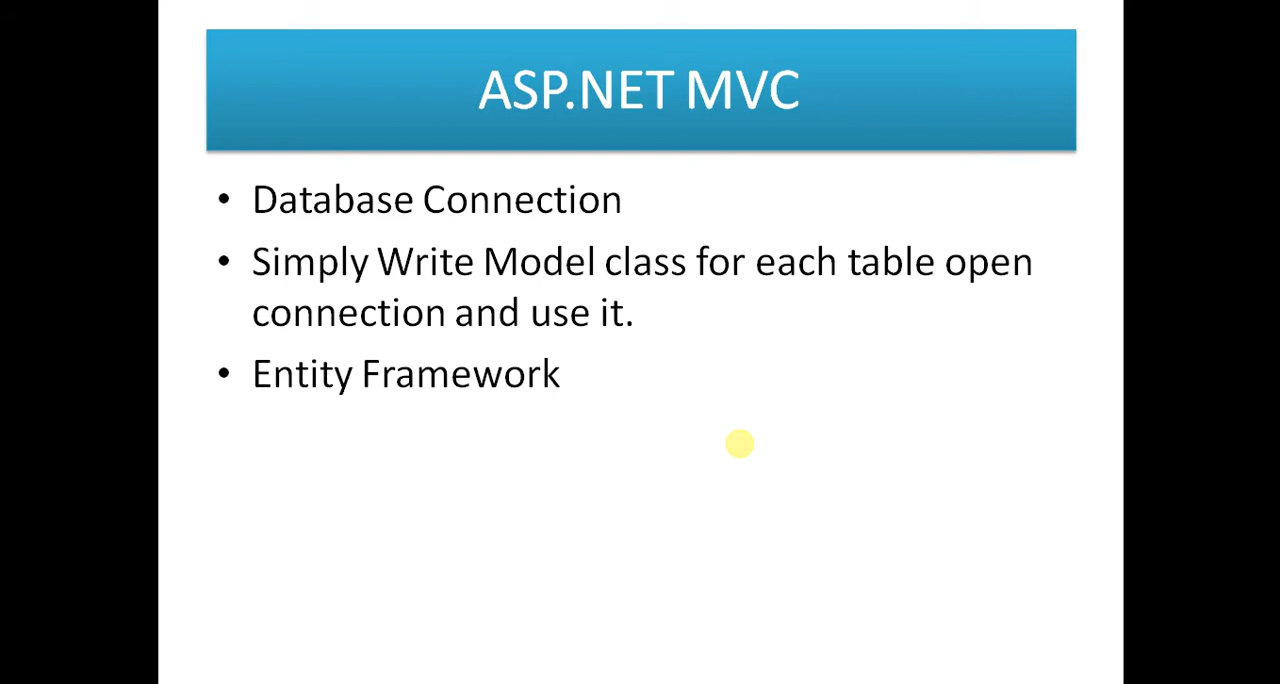 ASP.NET MVC
• Database Connection
• Simply Write Model class for each table open
connection and use it.
• Entity Framework